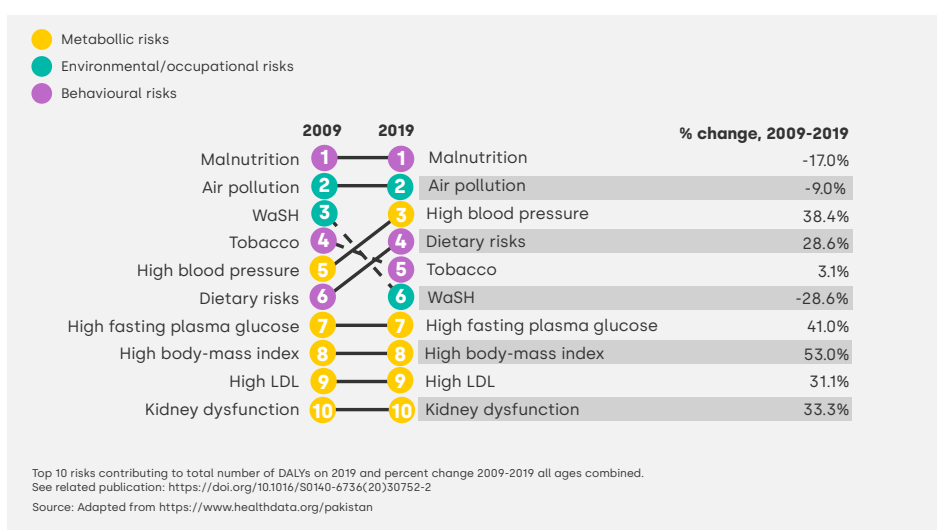 Metabollic risks
Environmental/occupational risks
Behavioural risks
2009 2019 % change, 2009-2019
Malnutrition 1 1 Malnutrition -17.0%
Air pollution 2 2 Air pollution -9.0%
WaSH 3 3 High blood pressure 38.4%
Tobacco 4 4 Dietary risks 28.6%
High blood pressure 5 5 Tobacco 3.1%
Dietary risks 6 6 WaSH -28.6%
High fasting plasma glucose 7 7 High fasting plasma glucose 41.0%
High body-mass index 8 8 High body-mass index 53.0%
High LDL 9 9 High LDL 31.1%
Kidney dysfunction 10 10 Kidney dysfunction 33.3%
Top 10 risks contributing to total number of DALYs on 2019 and percent change 2009-2019 all ages combined.
See related publication: https://doi.org/10.1016/S0140-6736(20)30752-2
Source: Adapted from https://www.healthdata.org/pakistan